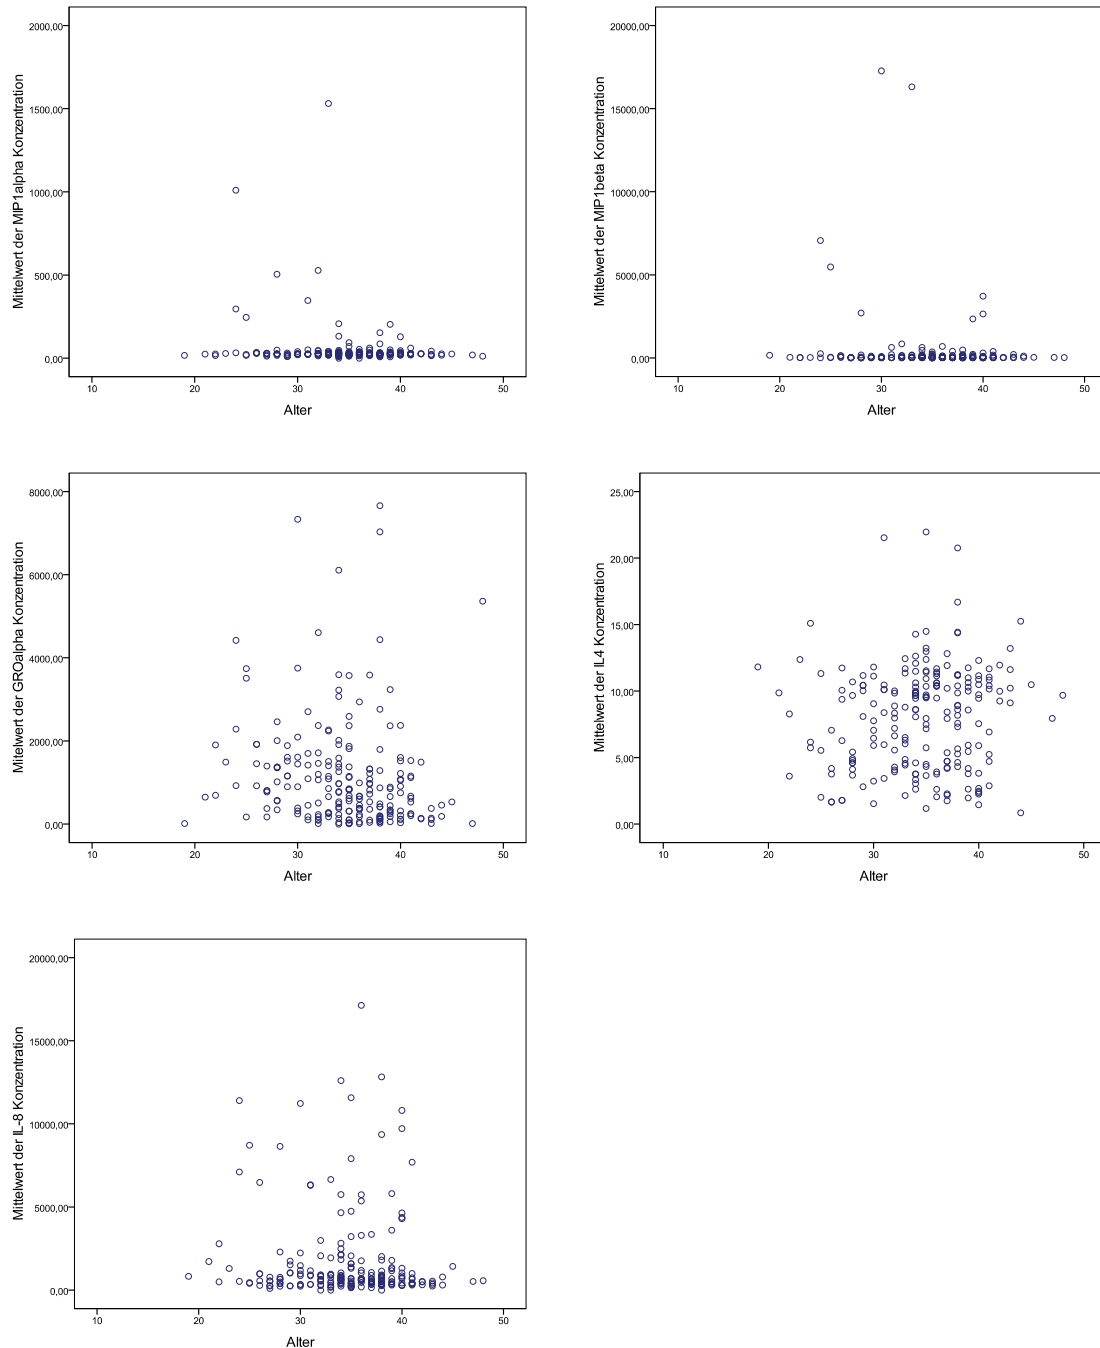 Mittelwert der MIP1alpha Konzentration
2000,00
1500,00
1000,00
500,00
0,00
10 20 30 40 50
Alter
Mittelwert der MIP1beta Konzentration
20000,00
15000,00
10000,00
5000,00
0,00
10 20 30 40 50
Alter
Mielwert der GROalpha Konzentration
8000,00
6000,00
4000,00
2000,00
0,00
10 20 30 40 50
Alter
Mittelwert der IL4 Konzentration
25,00
20,00
15,00
10,00
5,00
0,00
10 20 30 40 50
Alter
Mittelwert der IL-8 Konzentration
20000,00
15000,00
10000,00
5000,00
0,00
10 20 30 40 50
Alter